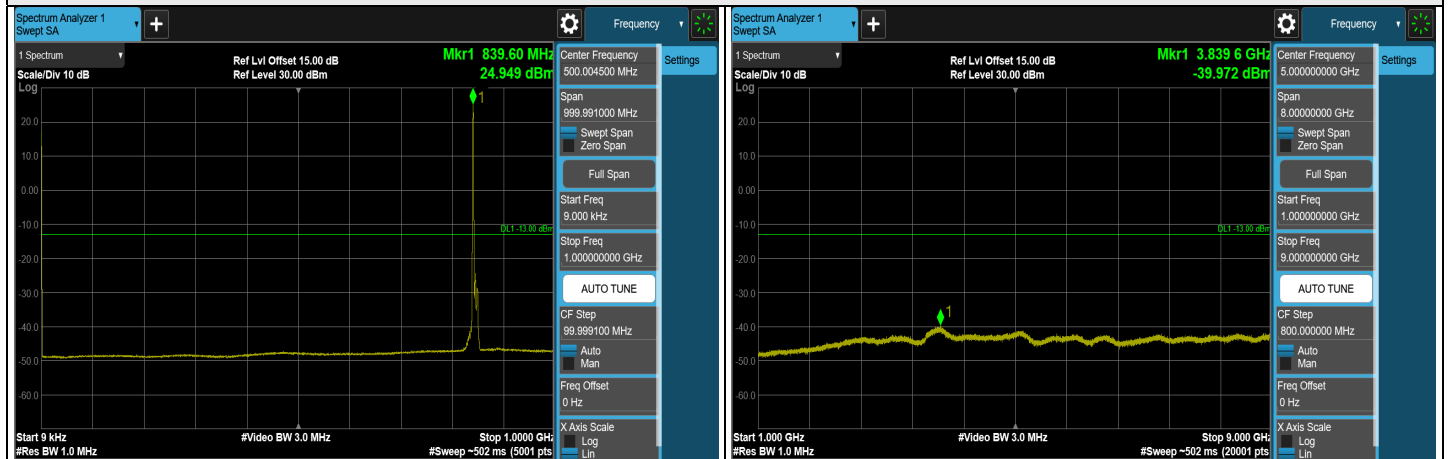 Spectrum Analyzer 1
Swept SA
+
Frequency
1 Spectrum
Scale/Div 10 dB
Log
Ref Lvl Offset 15.00 dB
Ref Level 30.00 dBm
Mkr1 839.60 MHz
24.949 dBm
1
20.0
10.0
0.00
-10.0
DL1 -13.00 dBm
-20.0
-30.0
-40.0
-50.0
-60.0
Start 9 kHz
#Video BW 3.0 MHz
Stop 1.0000 GHz
#Res BW 1.0 MHz
#Sweep ~502 ms (5001 pts
Center Frequency
500.004500 MHz
Settings
Span
999.991000 MHz
Swept Span
Zero Span
Full Span
Start Freq
9.000 kHz
Stop Freq
1.000000000 GHz
AUTO TUNE
CF Step
99.999100 MHz
Auto
Man
Freq Offset
0 Hz
X Axis Scale
Log
Lin
Spectrum Analyzer 1
Swept SA
+
Frequency
1 Spectrum
Scale/Div 10 dB
Log
Ref Lvl Offset 15.00 dB
Ref Level 30.00 dBm
Mkr1 3.839 6 GHz
-39.972 dBm
20.0
10.0
0.00
-10.0
DL1 -13.00 dBm
-20.0
-30.0
1
-40.0
-50.0
-60.0
Start 1.000 GHz
#Video BW 3.0 MHz
Stop 9.000 GHz
#Res BW 1.0 MHz
#Sweep ~502 ms (20001 pts
Center Frequency
5.000000000 GHz
Settings
Span
8.00000000 GHz
Swept Span
Zero Span
Full Span
Start Freq
1.000000000 GHz
Stop Freq
9.000000000 GHz
AUTO TUNE
CF Step
800.000000 MHz
Auto
Man
Freq Offset
0 Hz
X Axis Scale
Log
Lin